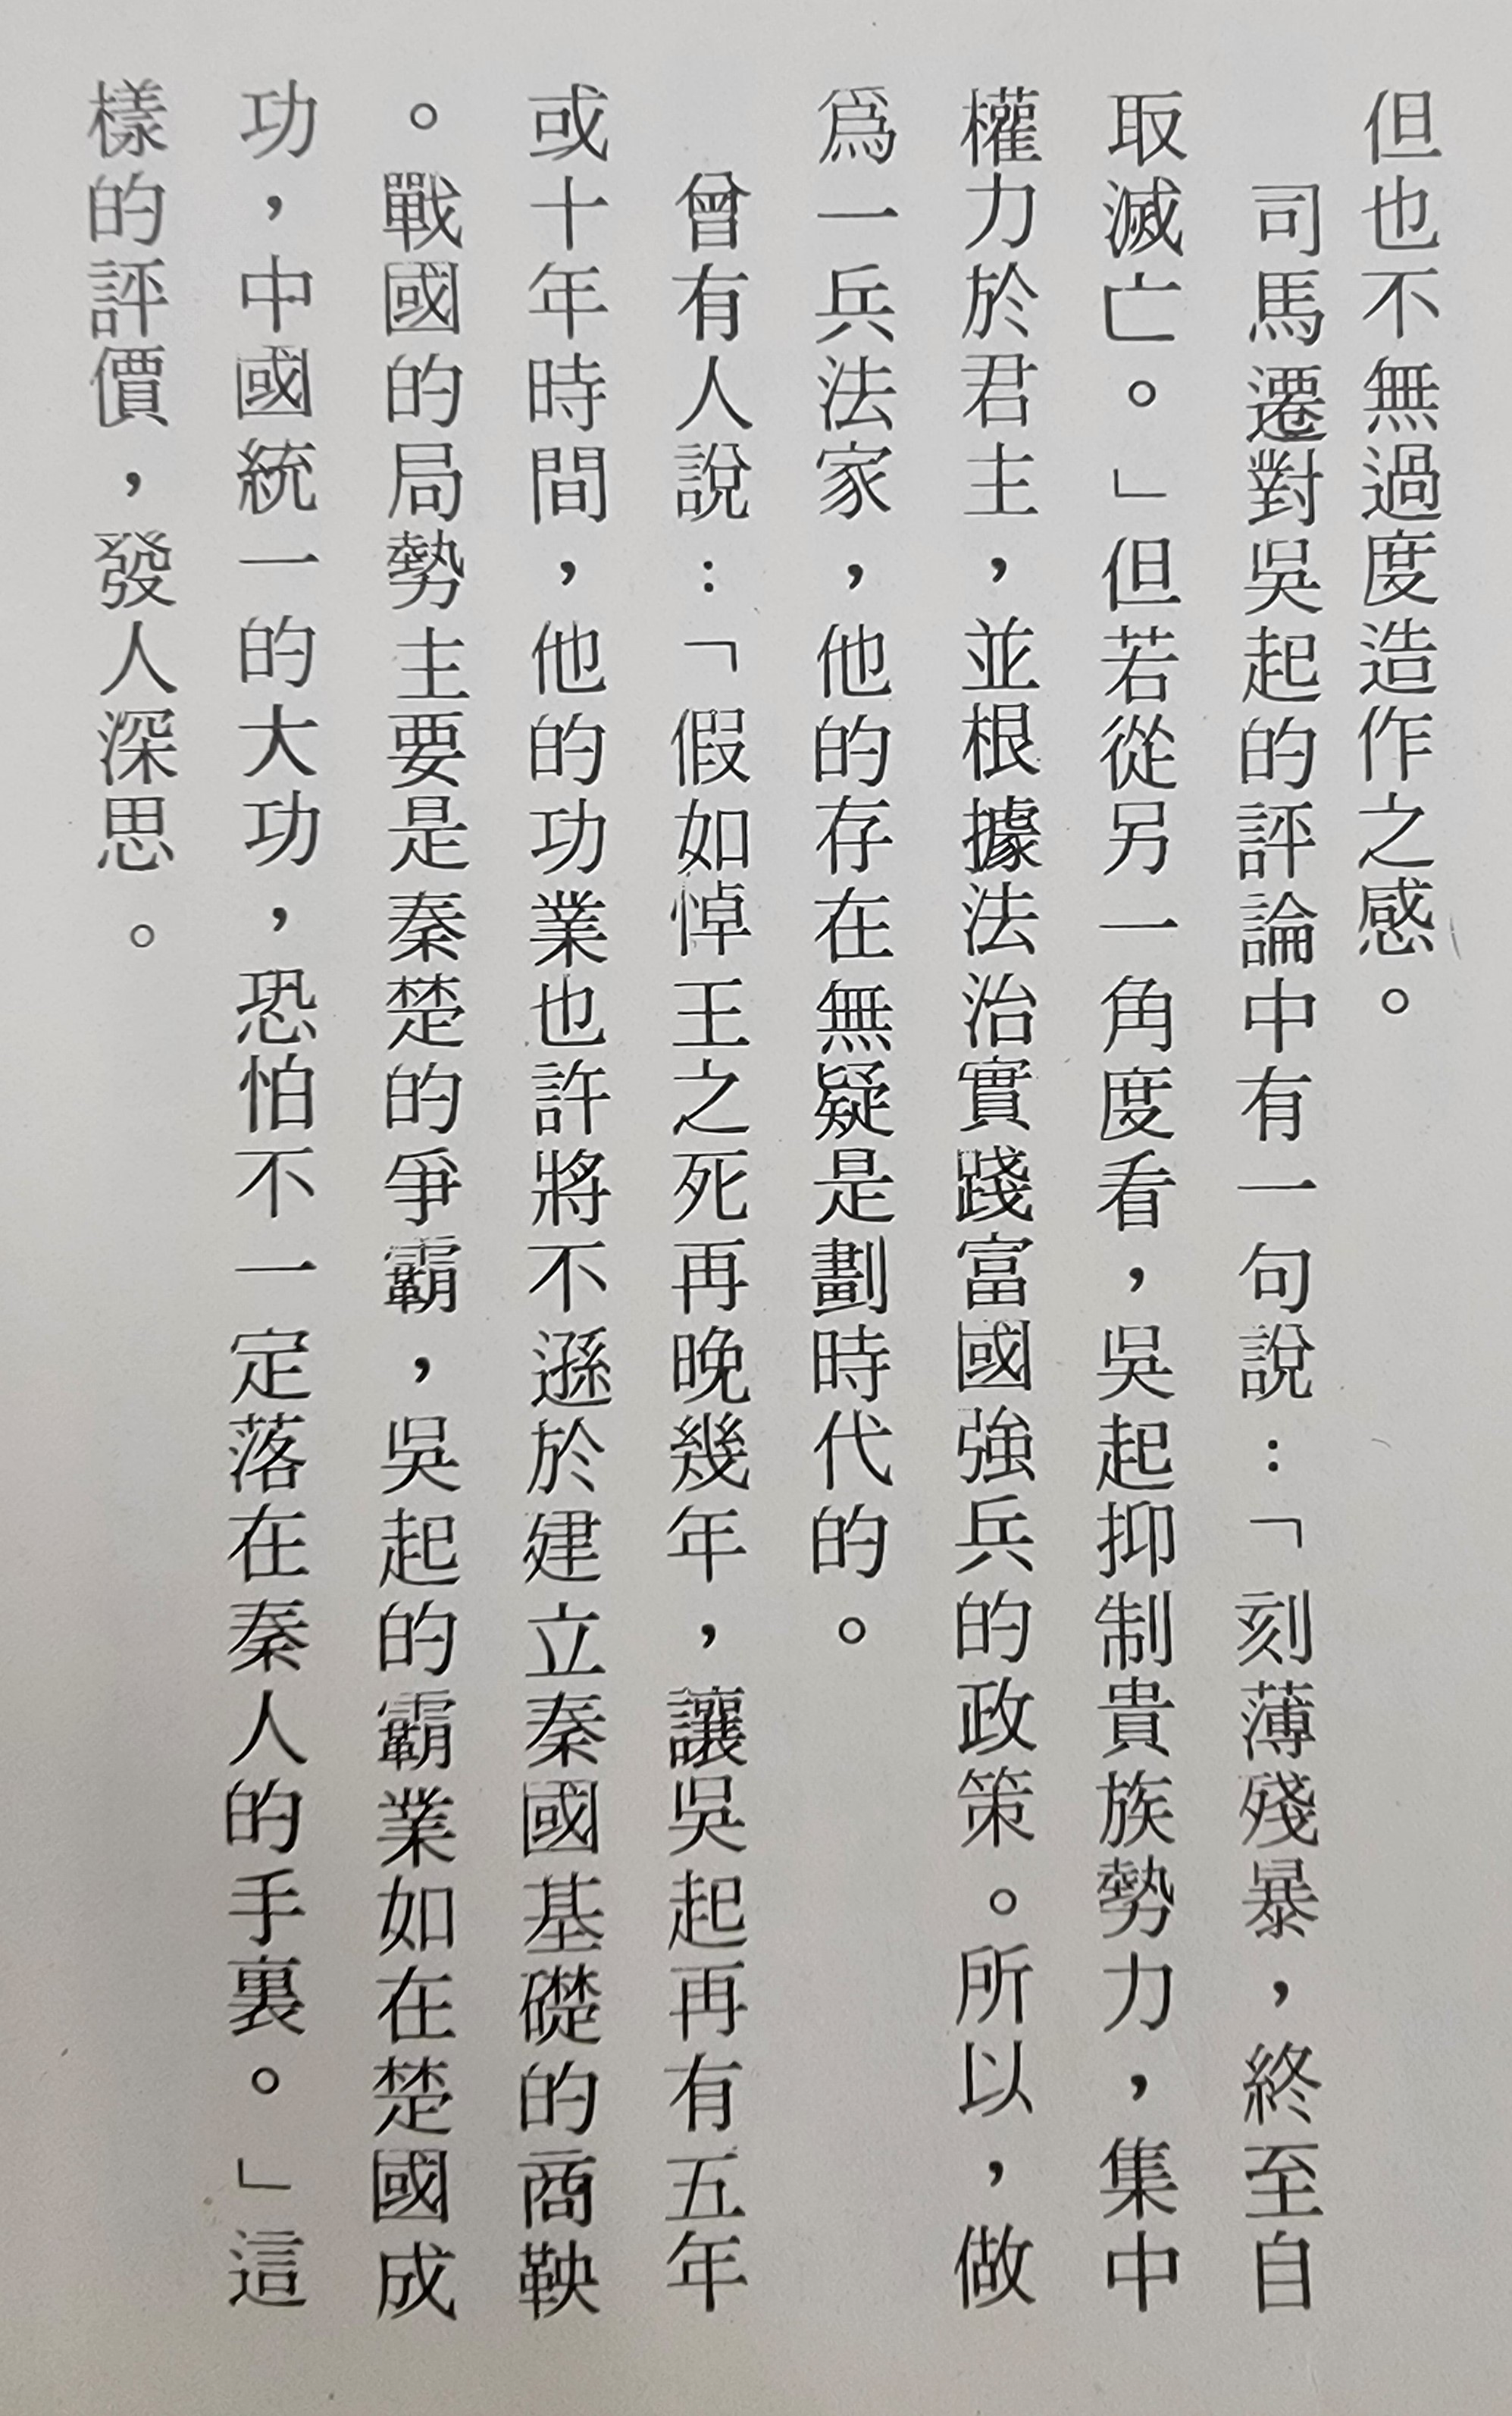 但也不無過度造作之感。
司馬遷對吳起的評論中有一句說：「刻薄殘暴，終至自
取滅亡。」但若從另一角度看，吳起抑制貴族勢力，集中
權力於君主，並根據法治實踐富國強兵的政策。所以，做
爲一兵法家，他的存在無疑是劃時代的。
曾有人說：「假如悼王之死再晚幾年，讓吳起再有五年
或十年時間，他的功業也許將不遜於建立秦國基礎的商鞅
。戰國的局勢主要是秦楚的爭霸，吳起的霸業如在楚國成
功，中國統一的大功，恐怕不一定落在秦人的手裏。」這
樣的評價，發人深思。